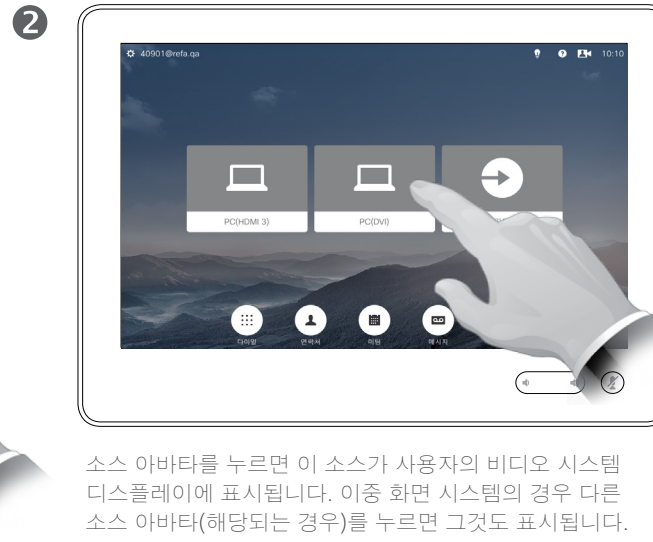 2
40901@refa.qa
10:10
PC(HDMI 3)
PC(DVI)
다이얼
연락처
미팅
메시지
소스 아바타를 누르면 이 소스가 사용자의 비디오 시스템
디스플레이에 표시됩니다. 이중 화면 시스템의 경우 다른
소스 아바타(해당되는 경우)를 누르면 그것도 표시됩니다.